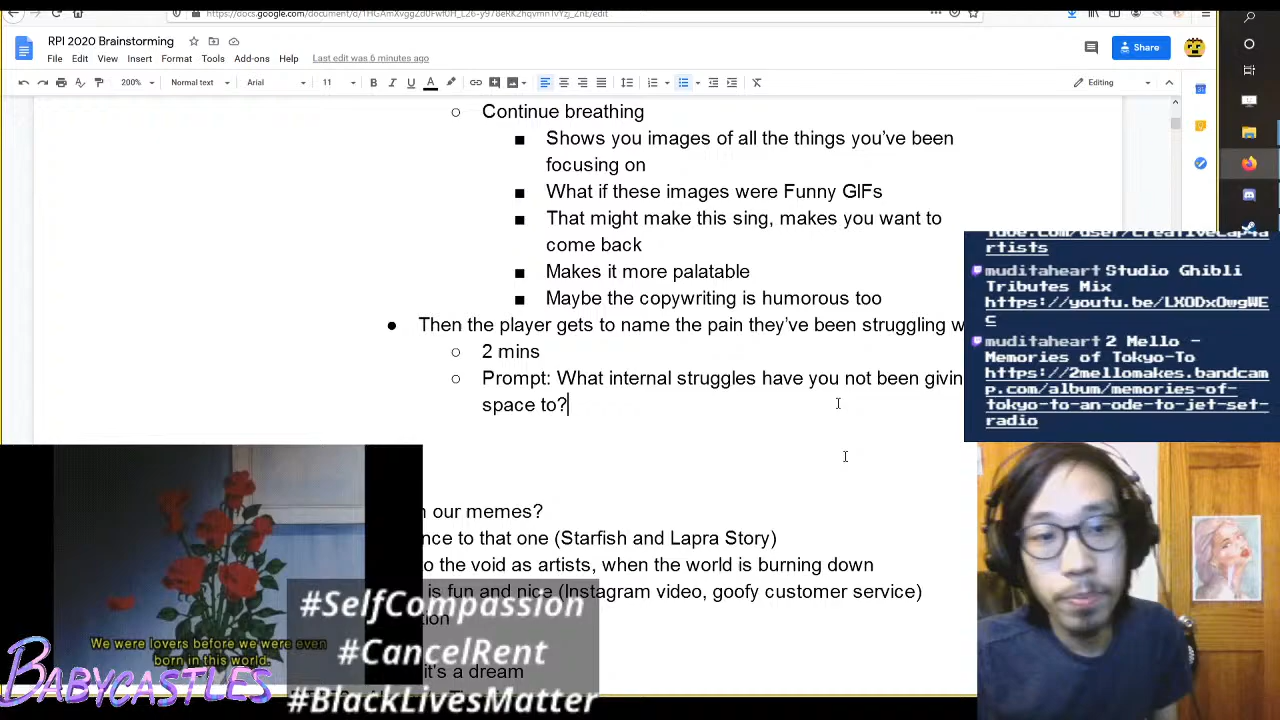 RPI 2020 Brainstorming
File Edit View Insert Format Tools Add-ons Help Last edit was 6 minutes ago
Share
200% Normal text Arial 11 Editing
Continue breathing
Shows you images of all the things you've been
focusing on
What if these images were Funny GIFs
That might make this sing, makes you want to
come back
Makes it more palatable
Maybe the copywriting is humorous too
Then the player gets to name the pain they've been struggling
2 mins
Prompt: What internal struggles have you not been givin
space to?
our memes?
to that one (Starfish and Lapra Story)
the void as artists, when the world is burning down
is fun and nice (Instagram video, goofy customer service)
it's a dream
rtists
muditaheart Studio Ghibli
Tributes Mix
https://youtu.be/LXODxOwgWE
c
muditaheart 2 Mello -
Memories of Tokyo-To
https://2mellomakes.bandcam
p.com/album/memories-of-
tokyo-to-an-ode-to-jet-set-
radio
We were lovers before we were even
born in this world.
BABYCASTLES
#SelfCompassion
#CancelRent
#BlackLivesMatter